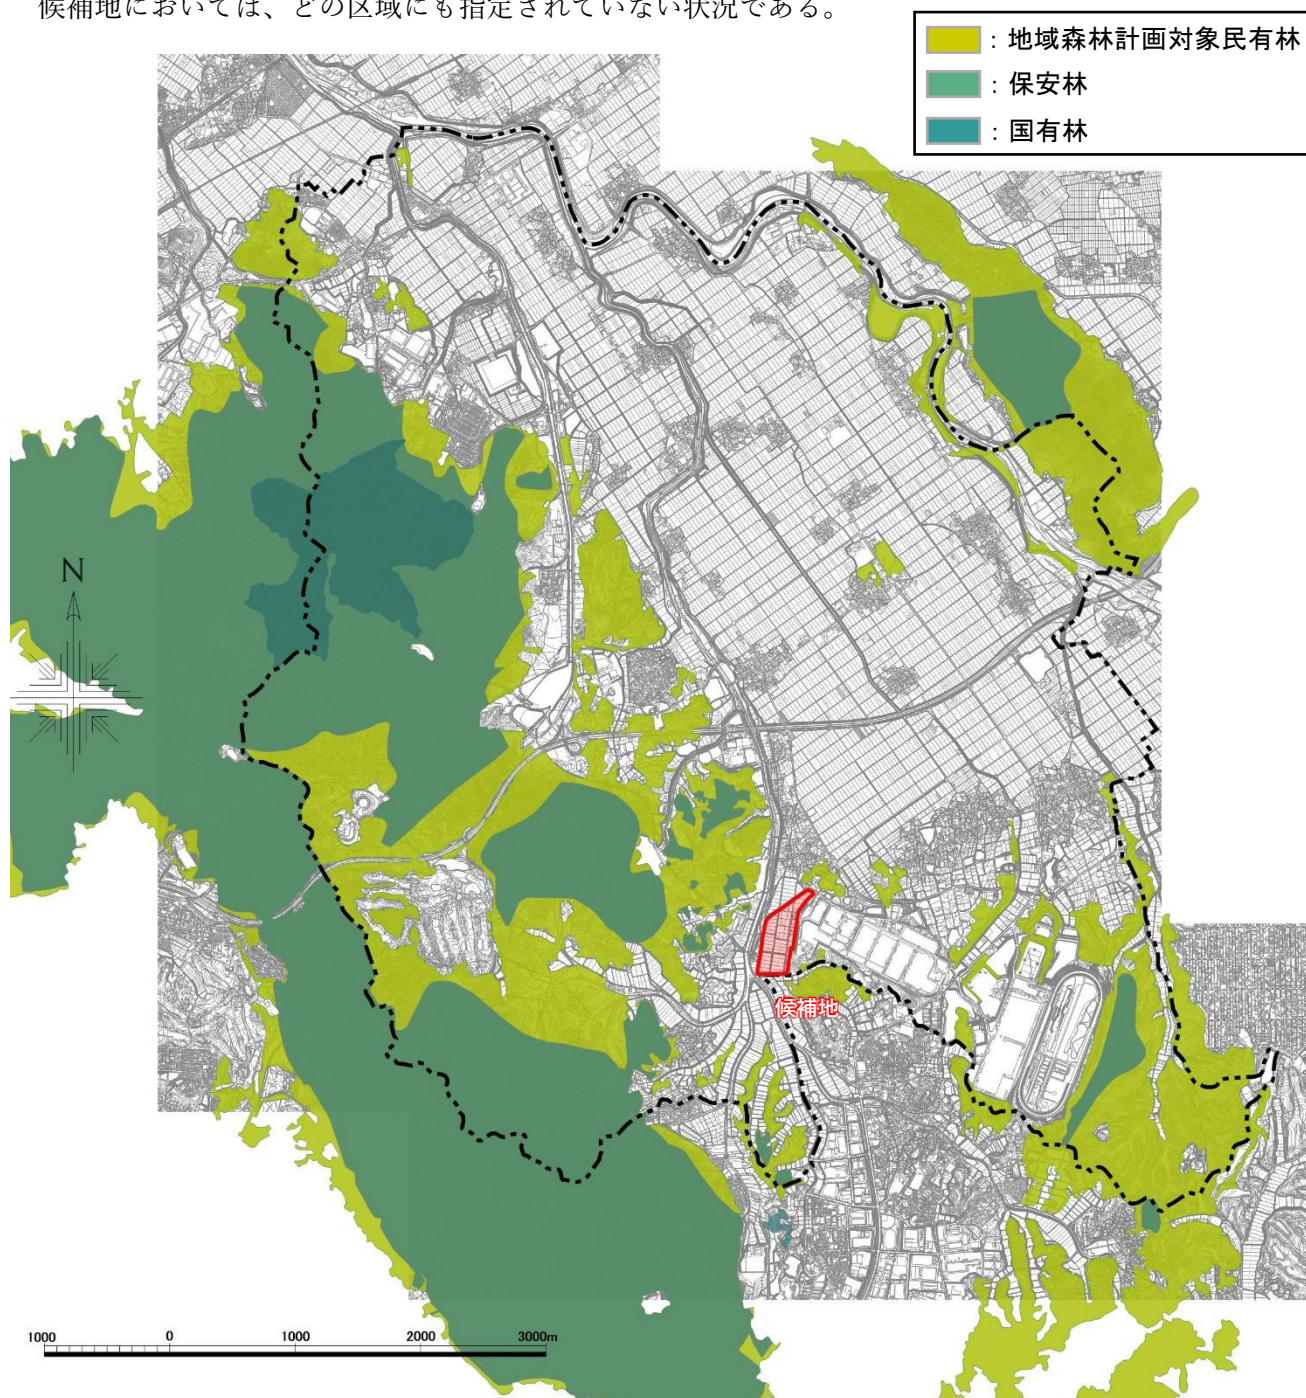 候補地においては、どの区域にも指定されていない状況である。
：地域森林計画対象民有林
：保安林
：国有林
N
候補地
1000 0 1000 2000 3000m